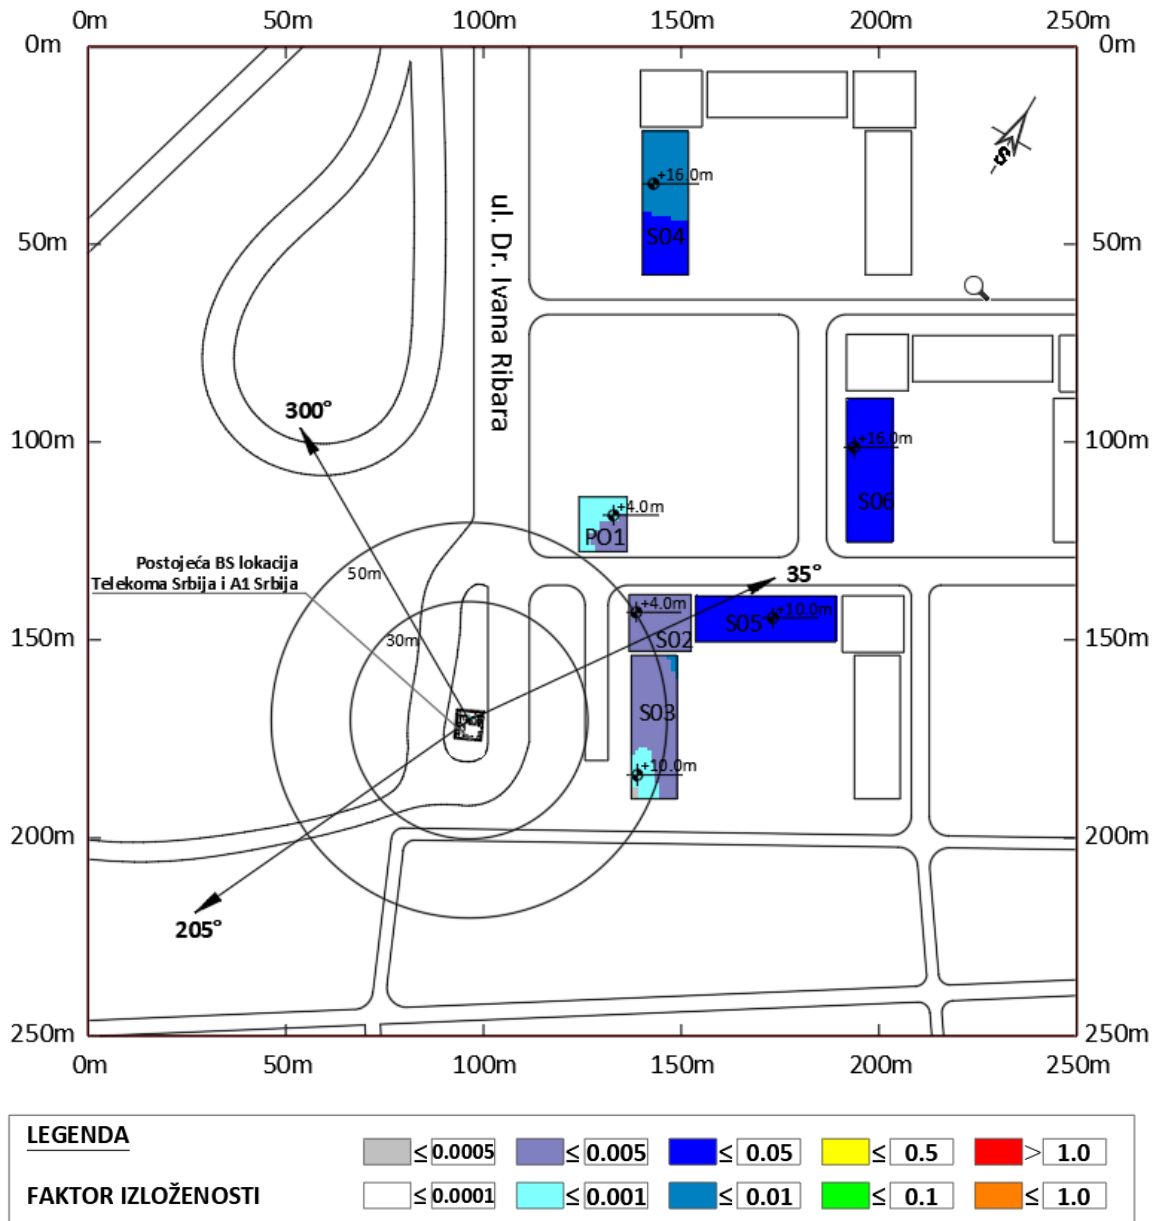 0m 50m 100m 150m 200m 250m
0m 0m
S
+16.0m
S04
50m 50m
ul. Dr. Ivana Ribara
300°
100m 100m
+16.0m
S06
+4.0m
PO1
Postojeća BS lokacija
Telekoma Srbija i A1 Srbija
50m
35°
+4.0m
+10.0m
S05
S02
150m 150m
30m
S03
+10.0m
200m 200m
205°
250m 250m
0m 50m 100m 150m 200m 250m
LEGENDA
≤ 0.0005 ≤ 0.005 ≤ 0.05 ≤ 0.5 > 1.0
FAKTOR IZLOŽENOSTI ≤ 0.0001 ≤ 0.001 ≤ 0.01 ≤ 0.1 ≤ 1.0